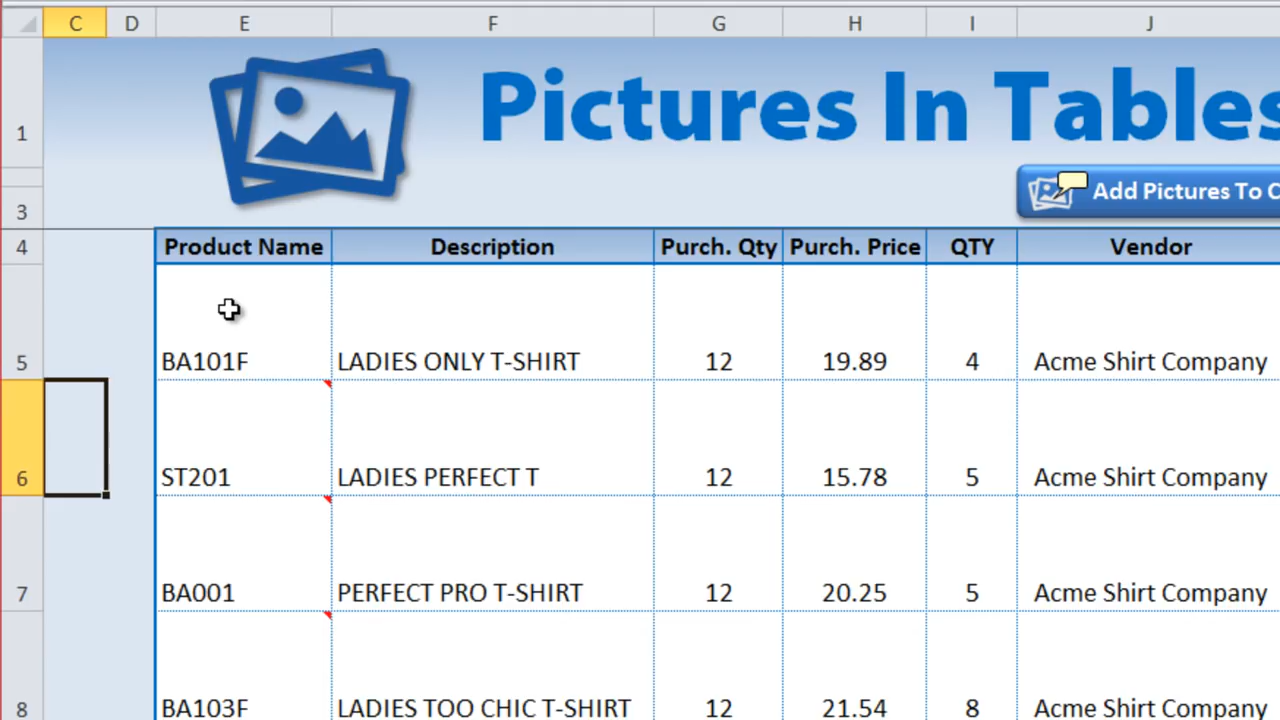 C D E F G H I J
1 Pictures In Tables
3 Add Pictures To C
4 Product Name Description Purch. Qty Purch. Price QTY Vendor
5 BA101F LADIES ONLY T-SHIRT 12 19.89 4 Acme Shirt Company
6 ST201 LADIES PERFECT T 12 15.78 5 Acme Shirt Company
7 BA001 PERFECT PRO T-SHIRT 12 20.25 5 Acme Shirt Company
8 BA103F LADIES TOO CHIC T-SHIRT 12 21.54 8 Acme Shirt Company